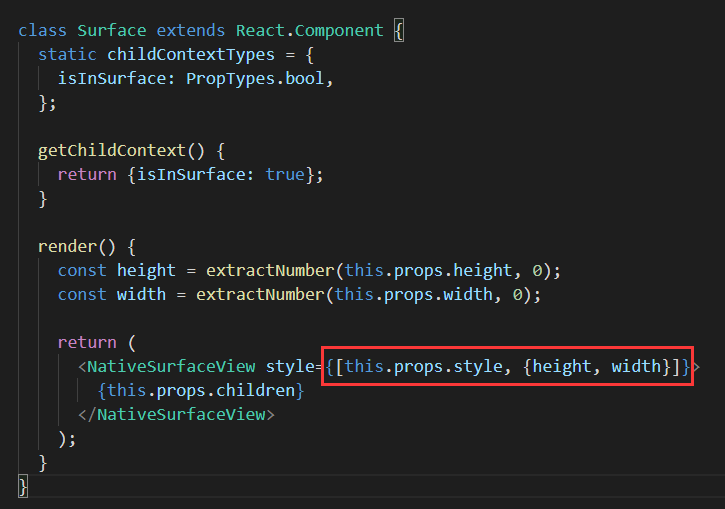 class Surface extends React.Component {
static childContextTypes = {
isInSurface: PropTypes.bool,
};
getChildContext() {
return {isInSurface: true};
}
render() {
const height = extractNumber(this.props.height, 0);
const width = extractNumber(this.props.width, 0);
return (
<NativeSurfaceView style={[this.props.style, {height, width}]}>
{this.props.children}
</NativeSurfaceView>
);
}
}